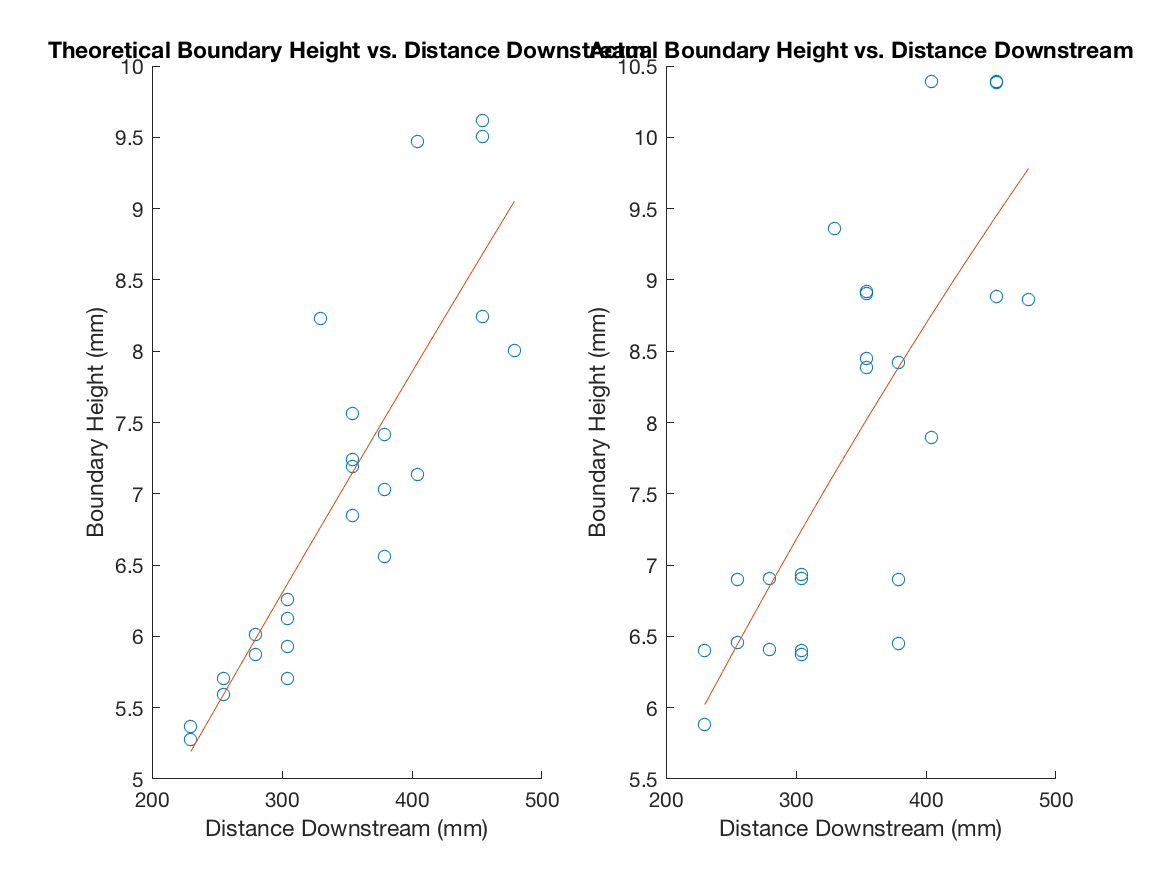 Theoretical Boundary Height vs. Distance Downstream
10
9.5
9
8.5
8
7.5
7
6.5
6
5.5
5
200 300 400 500
Boundary Height (mm)
Distance Downstream (mm)
Actual Boundary Height vs. Distance Downstream
10.5
10
9.5
9
8.5
8
7.5
7
6.5
6
5.5
200 300 400 500
Boundary Height (mm)
Distance Downstream (mm)